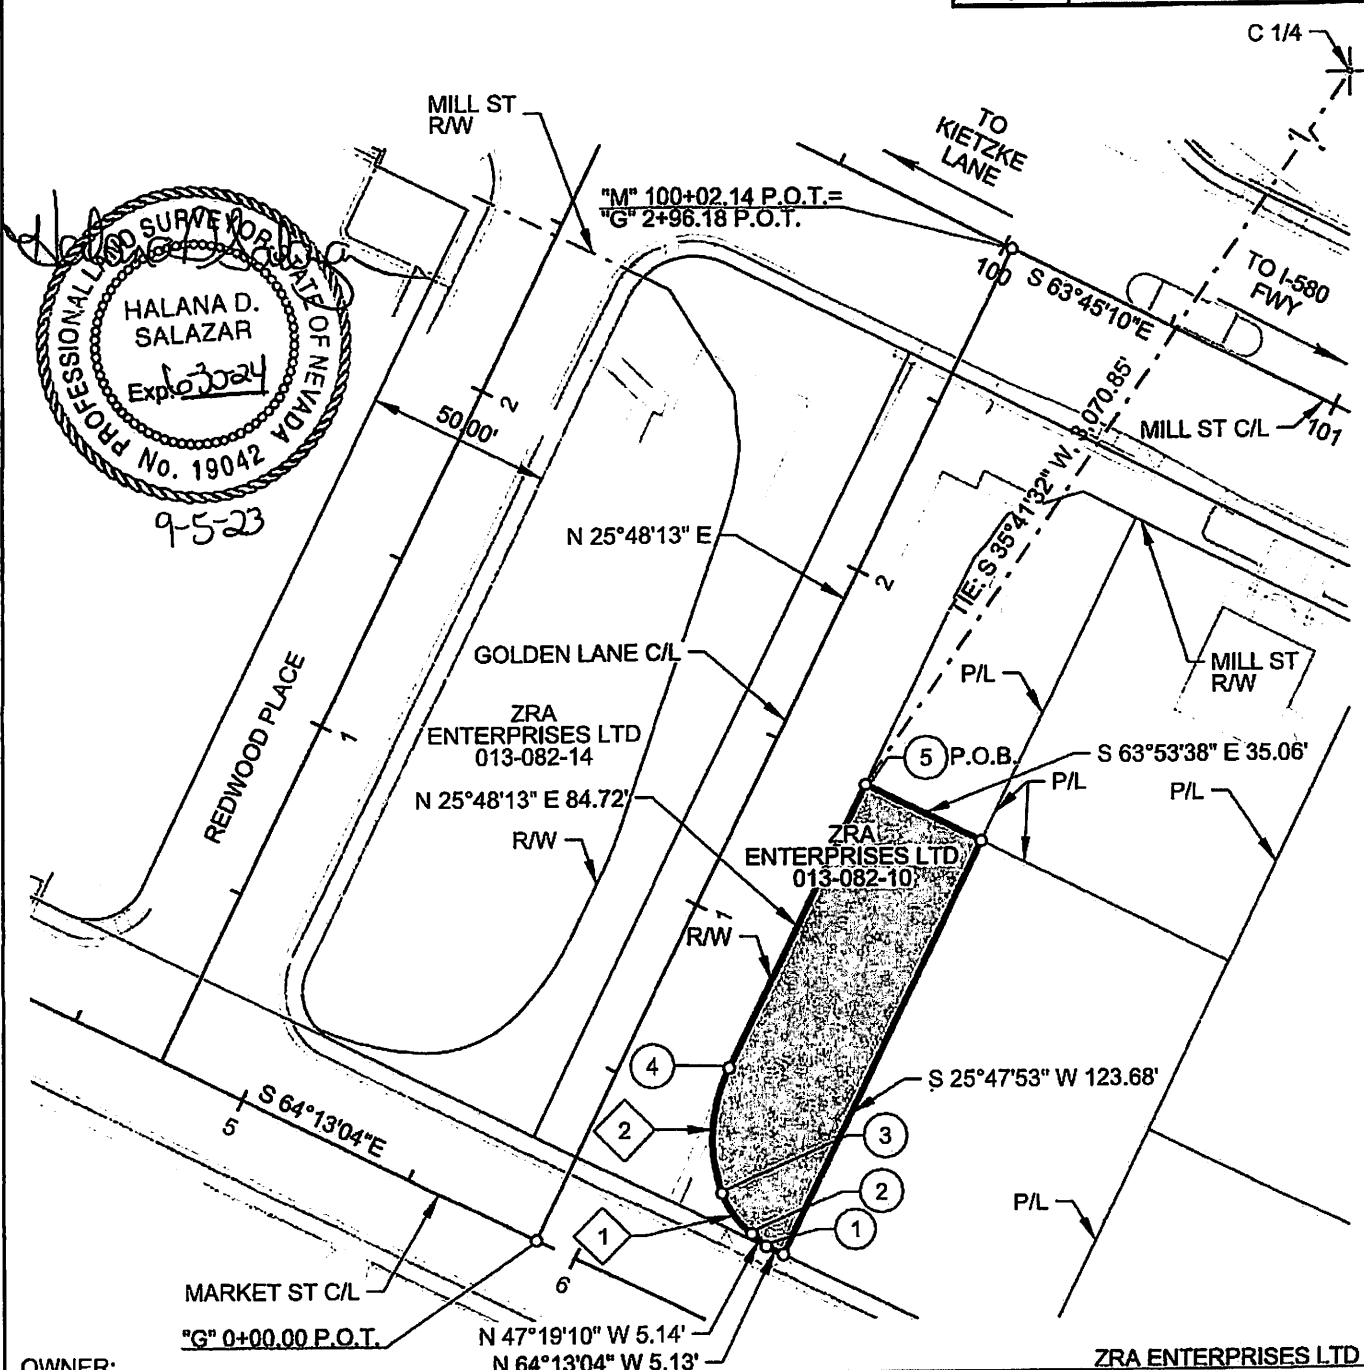 C 1/4
MILL ST
R/W
TO
KIETZKE
LANE
"M" 100+02.14 P.O.T.=
"G" 2+96.18 P.O.T.
100
S 63°45'10"E
TO I-580
FWY
PROFESSIONAL LAND SURVEYOR STATE OF NEVADA
HALANA D.
SALAZAR
Exp. 6-30-24
No. 19042
9-5-23
MILL ST C/L
101
50.00'
2
TIE: S 35°41'32" W, 3,070.85'
N 25°48'13" E
2
GOLDEN LANE C/L
P/L
MILL ST
R/W
REDWOOD PLACE
1
ZRA
ENTERPRISES LTD
013-082-14
5 P.O.B.
S 63°53'38" E 35.06'
P/L
P/L
N 25°48'13" E 84.72'
R/W
ZRA
ENTERPRISES LTD
013-082-10
1
R/W
4
S 25°47'53" W 123.68'
S 64°13'04"E
5
2
3
2
1
1
P/L
6
MARKET ST C/L
"G" 0+00.00 P.O.T.
N 47°19'10" W 5.14'
N 64°13'04" W 5.13'
OWNER:
ZRA ENTERPRISES LTD